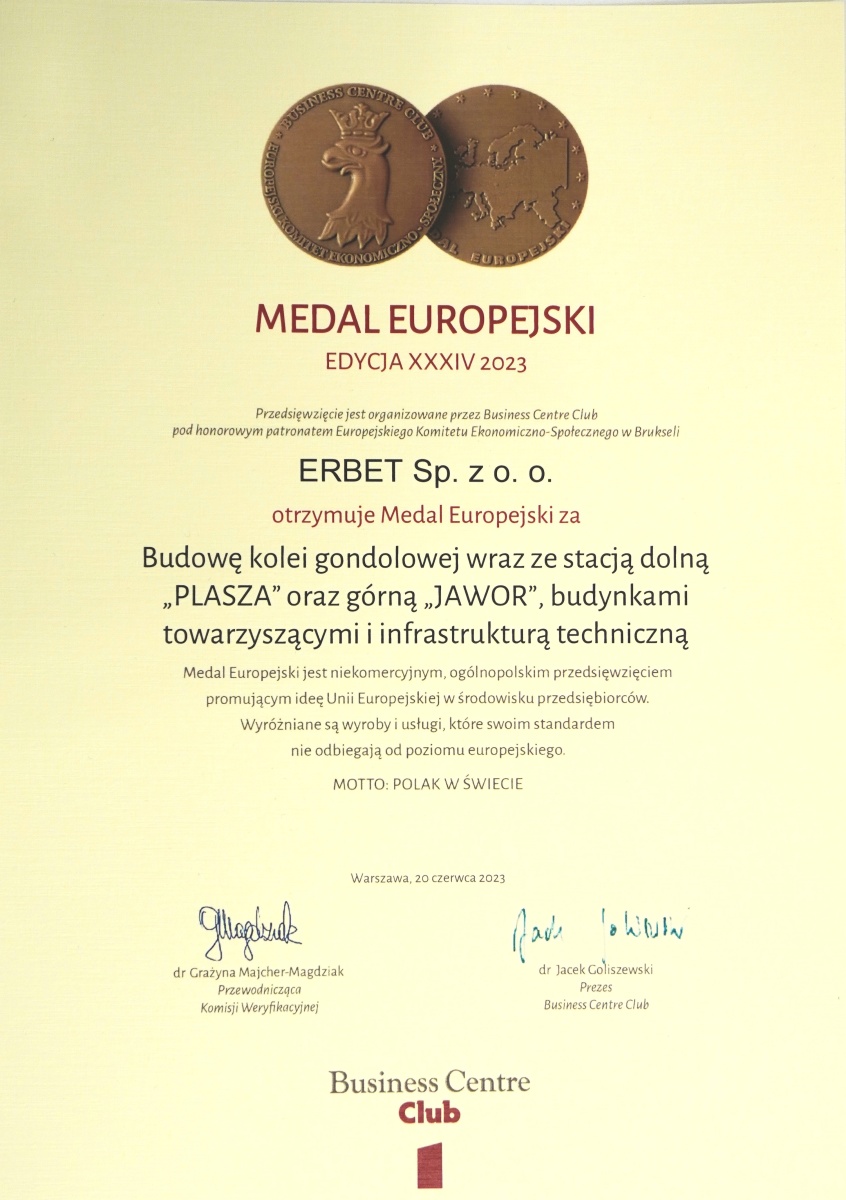 BUSINESS CENTRE CLUB
EUROPEJSKI KOMITET EKONOMICZNO-SPOŁECZNY
EUROPEJSKI
MEDAL EUROPEJSKI
EDYCJA XXXIV 2023
Przedsięwzięcie jest organizowane przez Business Centre Club
pod honorowym patronatem Europejskiego Komitetu Ekonomiczno-Społecznego w Brukseli
ERBET Sp. z o. o.
otrzymuje Medal Europejski za
Budowę kolei gondolowej wraz ze stacją dolną
„PLASZA” oraz górną „JAWOR”, budynkami
towarzyszącymi i infrastrukturą techniczną
Medal Europejski jest niekomercyjnym, ogólnopolskim przedsięwzięciem
promującym ideę Unii Europejskiej w środowisku przedsiębiorców.
Wyróżniane są wyroby i usługi, które swoim standardem
nie odbiegają od poziomu europejskiego.
MOTTO: POLAK W ŚWIECIE
Warszawa, 20 czerwca 2023
dr Grażyna Majcher-Magdziak
Przewodnicząca
Komisji Weryfikacyjnej
dr Jacek Goliszewski
Prezes
Business Centre Club
Business Centre
Club